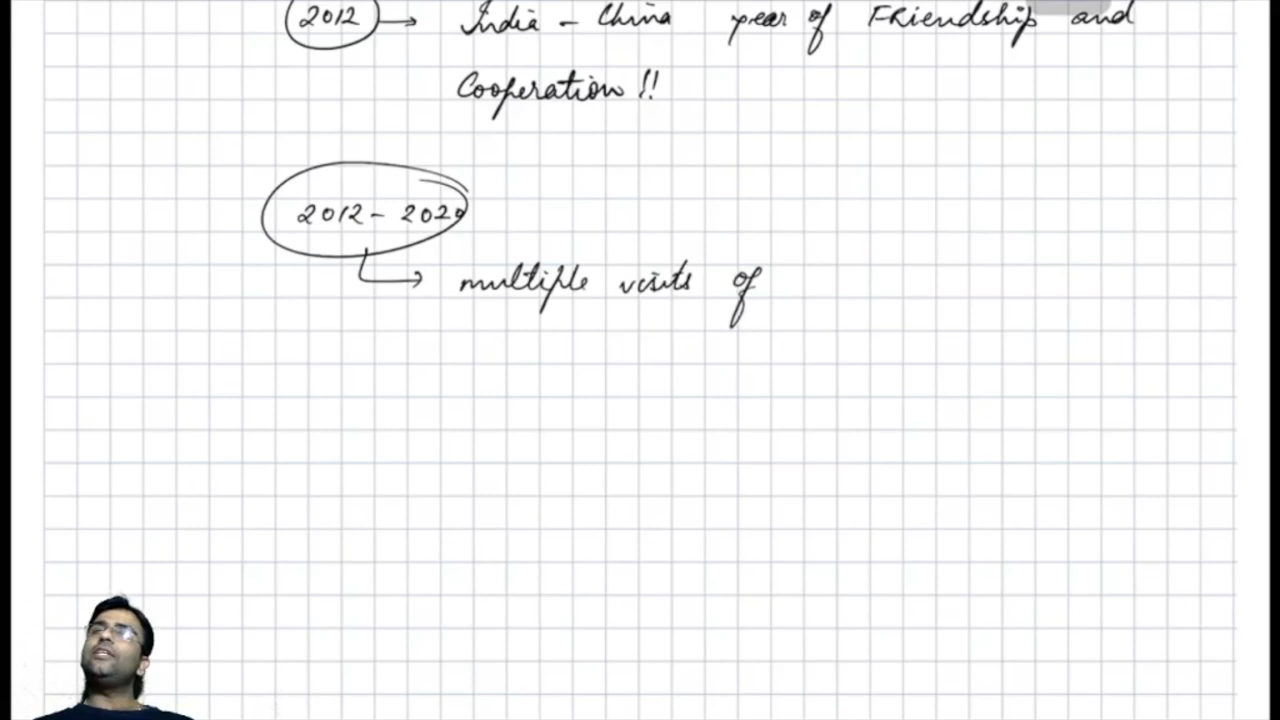 2012 → India - China year of Friendship and
Cooperation !!
2012 - 2020
→ multiple visits of